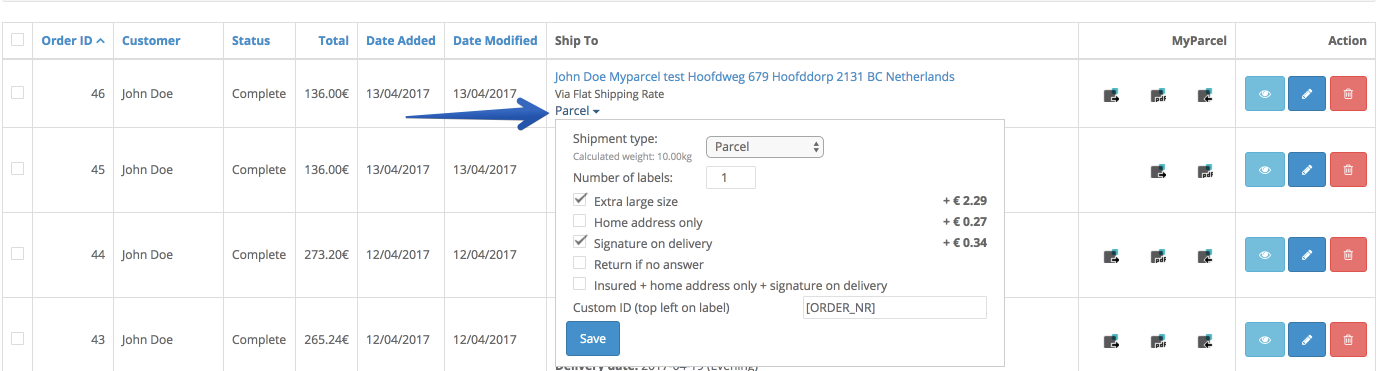 Order ID Customer Status Total Date Added Date Modified Ship To MyParcel Action
46 John Doe Complete 136.00€ 13/04/2017 13/04/2017
John Doe Myparcel test Hoofdweg 679 Hoofddorp 2131 BC Netherlands
Via Flat Shipping Rate
Parcel
pdf
Shipment type: Parcel
Calculated weight: 10.00kg
Number of labels: 1
45 John Doe Complete 136.00€ 13/04/2017 13/04/2017
pdf
Extra large size + € 2.29
Home address only + € 0.27
Signature on delivery + € 0.34
44 John Doe Complete 273.20€ 12/04/2017 12/04/2017
pdf
Return if no answer
Insured + home address only + signature on delivery
Custom ID (top left on label) [ORDER_NR]
Save
43 John Doe Complete 265.24€ 12/04/2017 12/04/2017
pdf
Delivery date: 2017-04-19 (Evening)